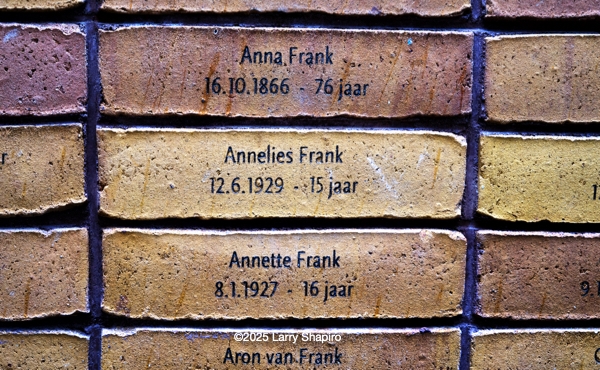 Anna Frank
16.10.1866 - 76 jaar
Annelies Frank
12.6.1929 - 15 jaar
Annette Frank
8.1.1927 - 16 jaar
©2025 Larry Shapiro
Aron van Frank